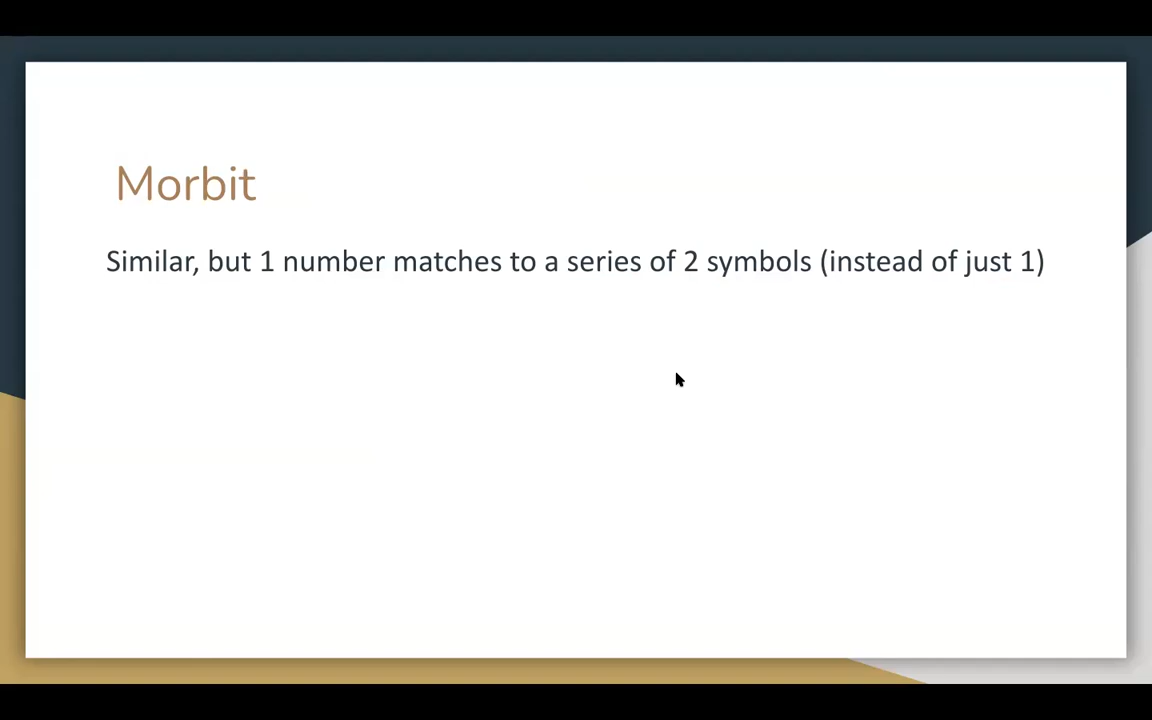 Morbit
Similar, but 1 number matches to a series of 2 symbols (instead of just 1)